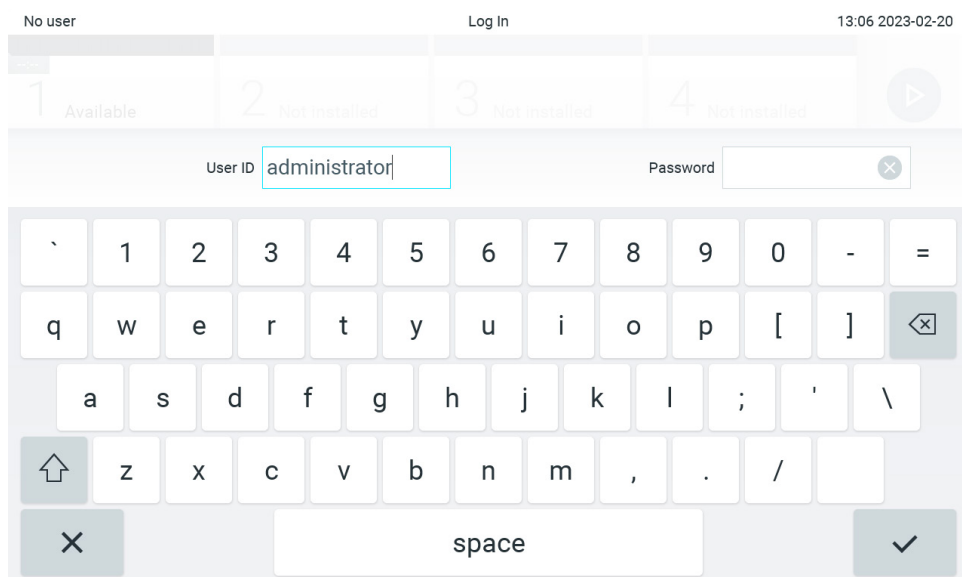 No user Log In 13:06 2023-02-20
1 Available 2 Not installed 3 Not installed 4 Not installed
User ID administrator Password
` 1 2 3 4 5 6 7 8 9 0 - =
q w e r t y u i o p [ ]
a s d f g h j k l ; ' \
z x c v b n m , . /
space